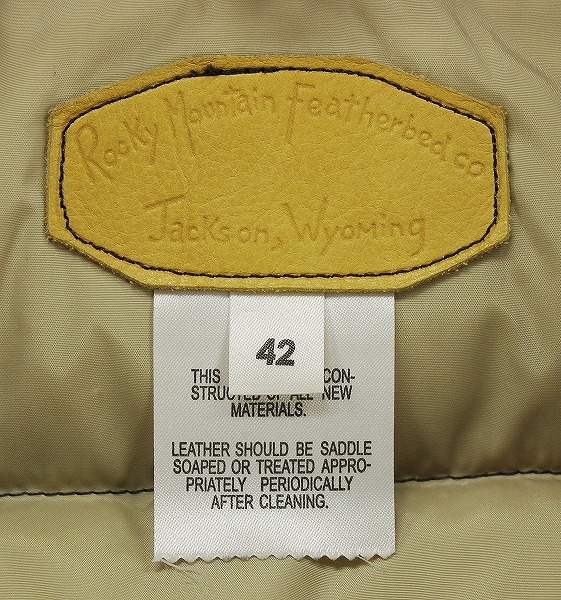 Rocky Mountain Featherbed co
Jackson, Wyoming
42
THIS CON-
STRUCTED OF ALL NEW
MATERIALS.
LEATHER SHOULD BE SADDLE
SOAPED OR TREATED APPRO-
PRIATELY PERIODICALLY
AFTER CLEANING.